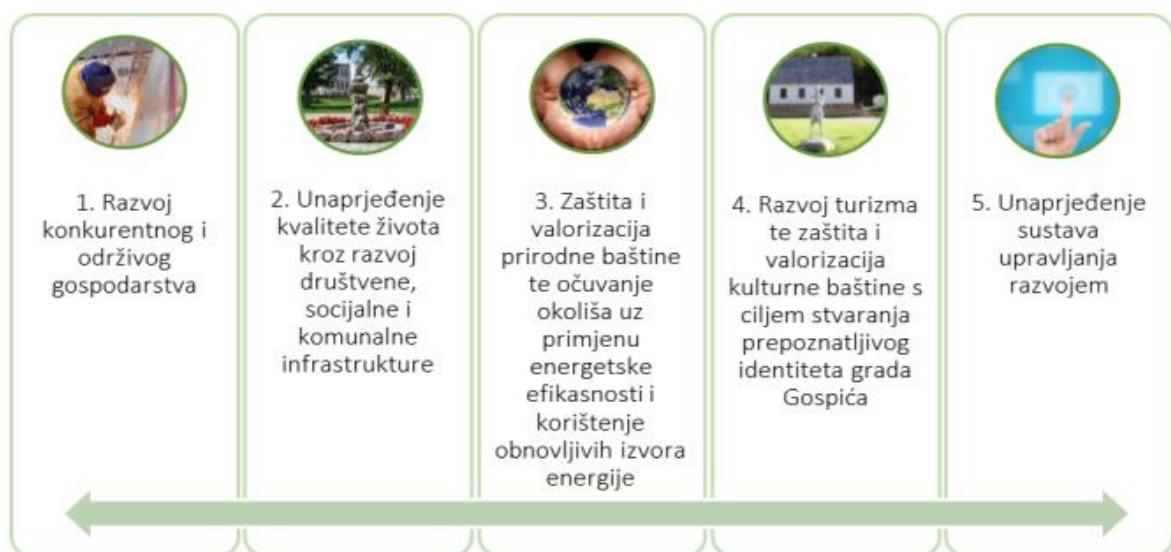 1. Razvoj
konkurentnog i
održivog
gospodarstva
2. Unaprjeđenje
kvalitete života
kroz razvoj
društvene,
socijalne i
komunalne
infrastrukture
3. Zaštita i
valorizacija
prirodne baštine
te očuvanje
okoliša uz
primjenu
energetske
efikasnosti i
korištenje
obnovljivih izvora
energije
4. Razvoj turizma
te zaštita i
valorizacija
kulturne baštine s
ciljem stvaranja
prepoznatljivog
identiteta grada
Gospića
5. Unaprjeđenje
sustava
upravljanja
razvojem